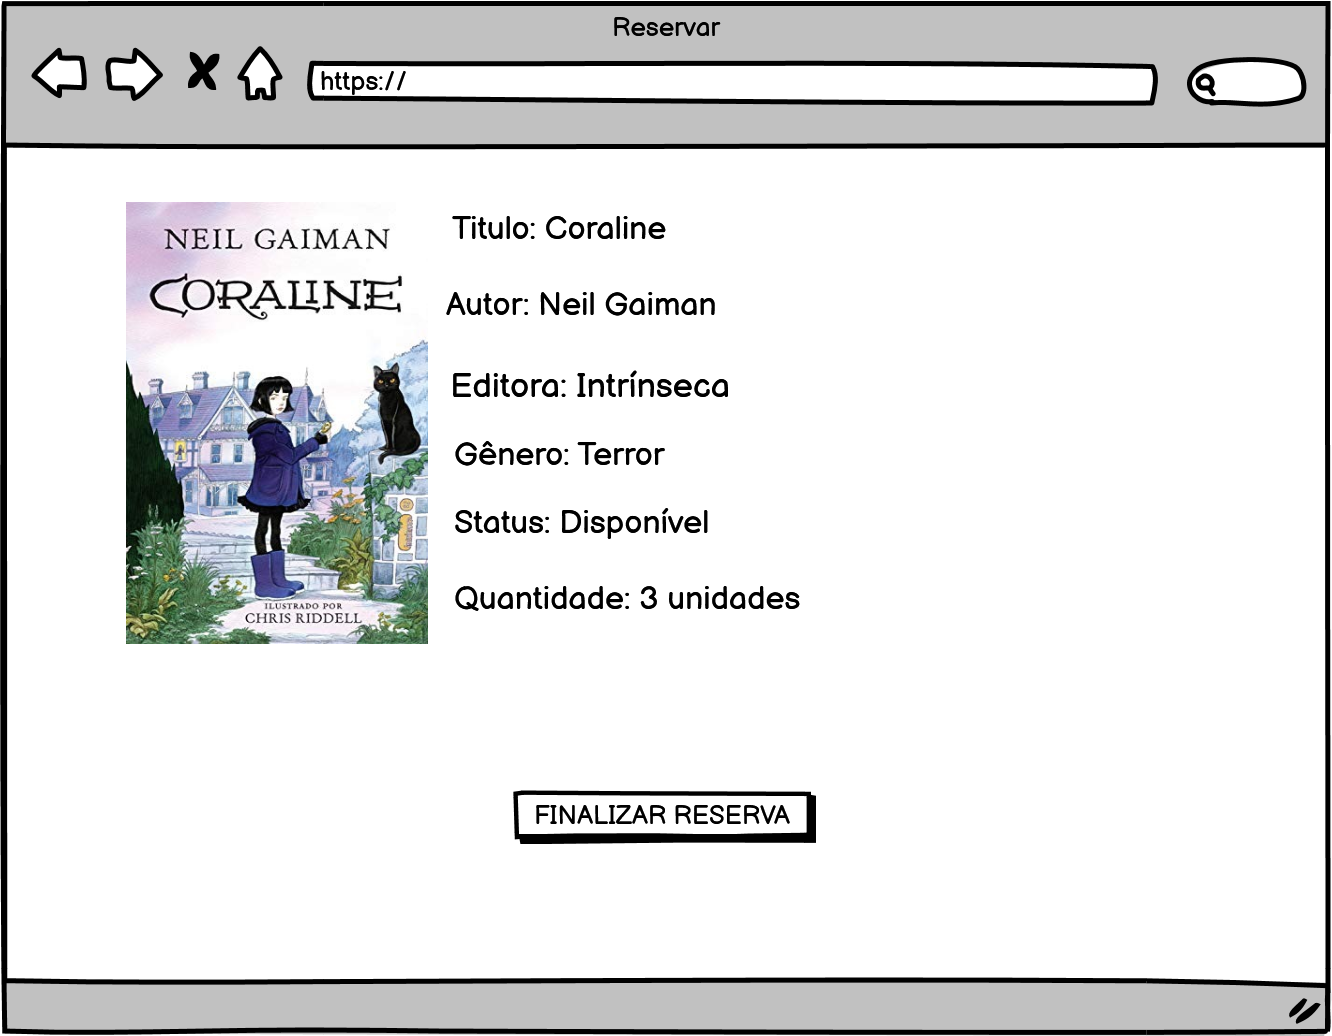 Reservar
https://
NEIL GAIMAN
CORALINE
ILUSTRADO POR
CHRIS RIDDELL
Titulo: Coraline
Autor: Neil Gaiman
Editora: Intrínseca
Gênero: Terror
Status: Disponível
Quantidade: 3 unidades
FINALIZAR RESERVA